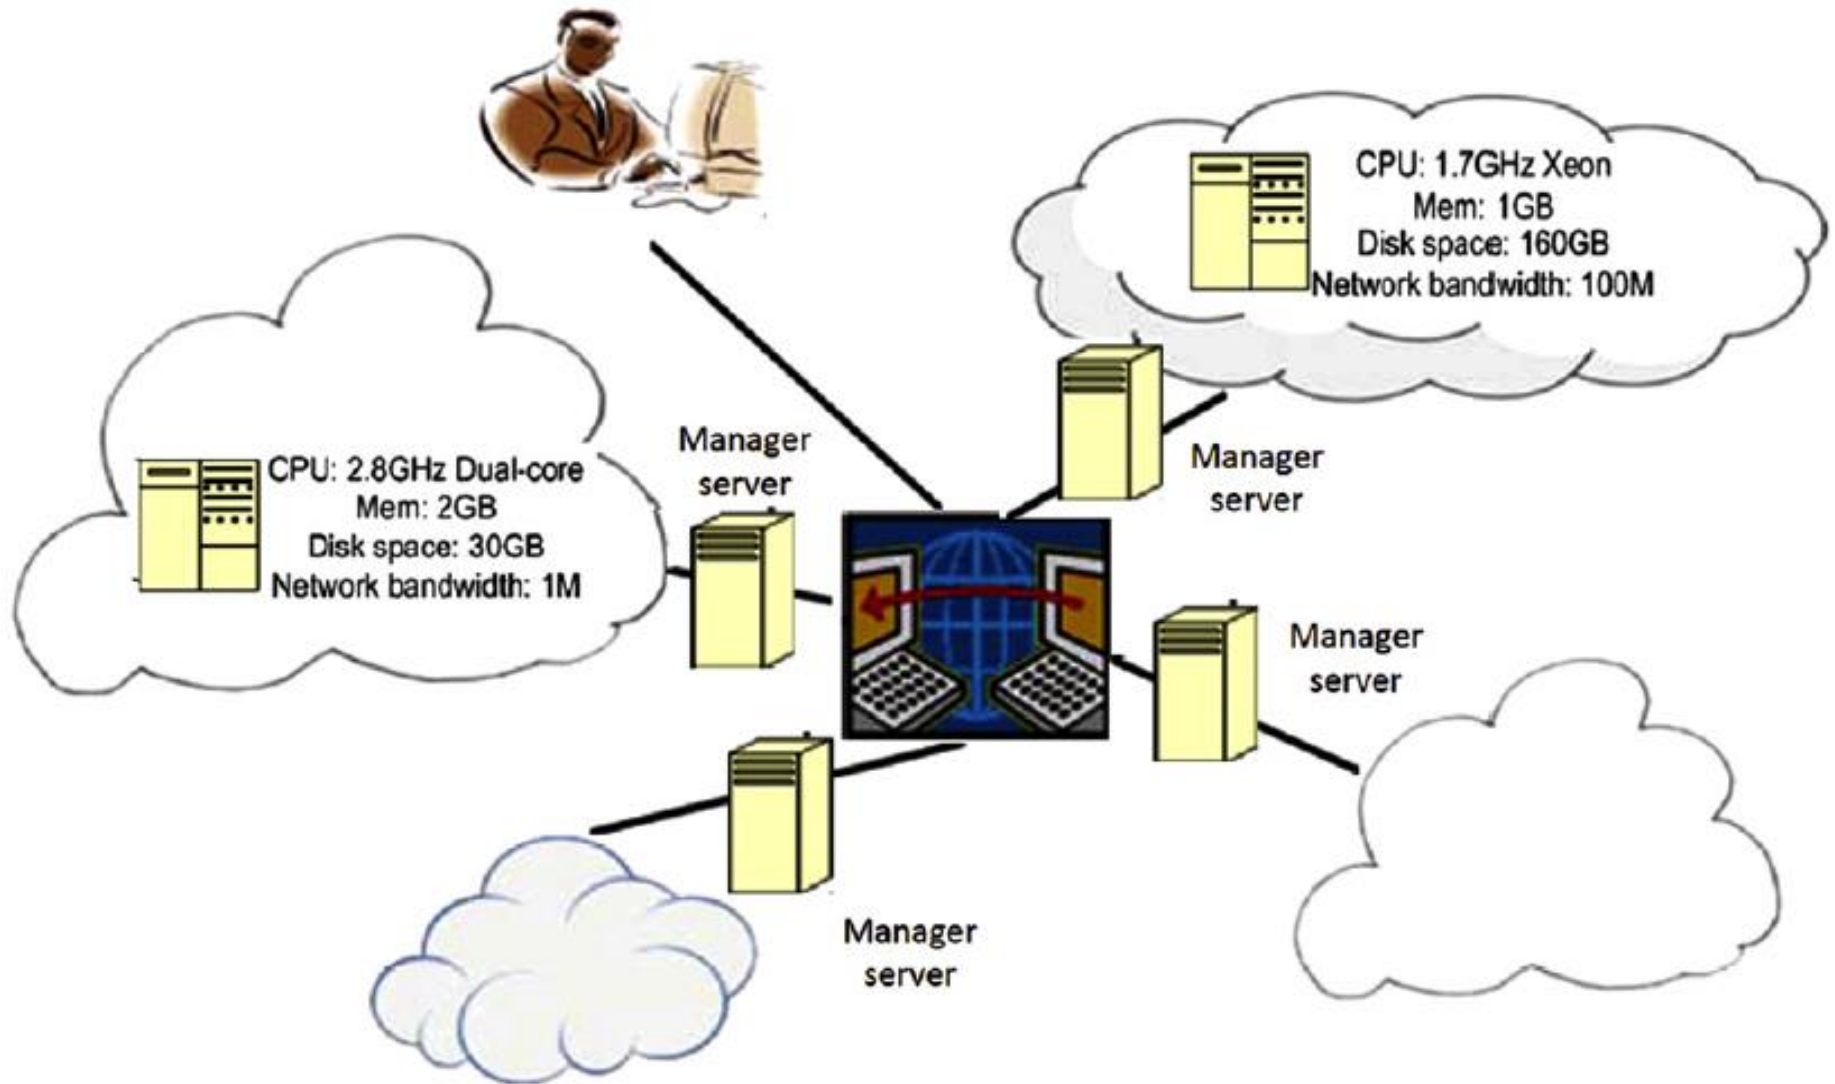 CPU: 1.7GHz Xeon
Mem: 1GB
Disk space: 160GB
Network bandwidth: 100M
Manager
server
Manager
server
CPU: 2.8GHz Dual-core
Mem: 2GB
Disk space: 30GB
Network bandwidth: 1M
Manager
server
Manager
server